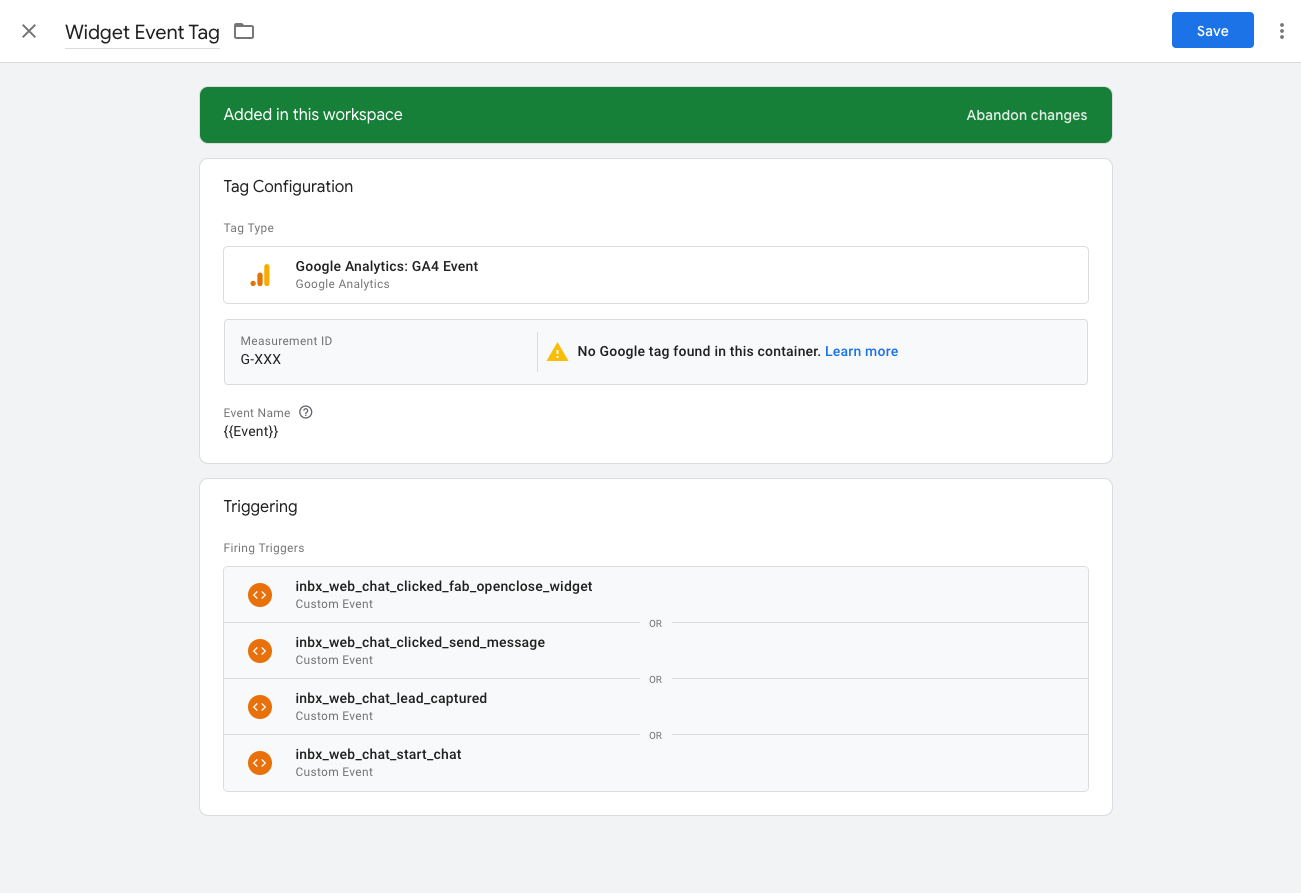 Widget Event Tag
Save
Added in this workspace
Abandon changes
Tag Configuration
Tag Type
Google Analytics: GA4 Event
Google Analytics
Measurement ID
G-XXX
No Google tag found in this container. Learn more
Event Name
{{Event}}
Triggering
Firing Triggers
inbx_web_chat_clicked_fab_openclose_widget
Custom Event
OR
inbx_web_chat_clicked_send_message
Custom Event
OR
inbx_web_chat_lead_captured
Custom Event
OR
inbx_web_chat_start_chat
Custom Event